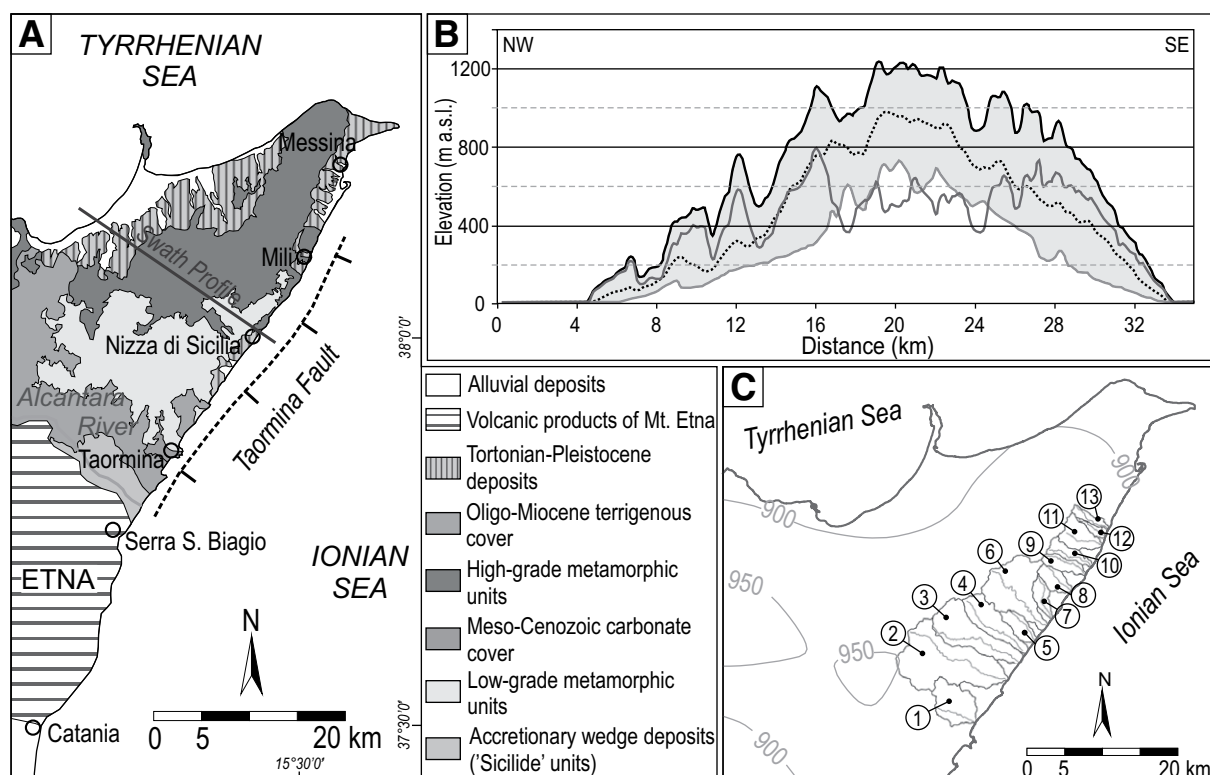 A
TYRRHENIAN
SEA
Messina
Swath Profile
Mili
Nizza di Sicilia
Taormina Fault
Alcantara
River
Taormina
Serra S. Biagio
ETNA
IONIAN
SEA
N
Catania
0 5 20 km
38°0'0'
37°30'0'
15°30'0'
B
NW
SE
Elevation (m a.s.l.)
1200
800
400
0
0 4 8 12 16 20 24 28 32
Distance (km)
Alluvial deposits
Volcanic products of Mt. Etna
Tortonian-Pleistocene
deposits
Oligo-Miocene terrigenous
cover
High-grade metamorphic
units
Meso-Cenozoic carbonate
cover
Low-grade metamorphic
units
Accretionary wedge deposits
('Sicilide' units)
C
Tyrrhenian Sea
900
900
950
950
900
13
11
12
9
10
6
8
4
7
3
5
2
1
Ionian Sea
N
0 5 10 20 km